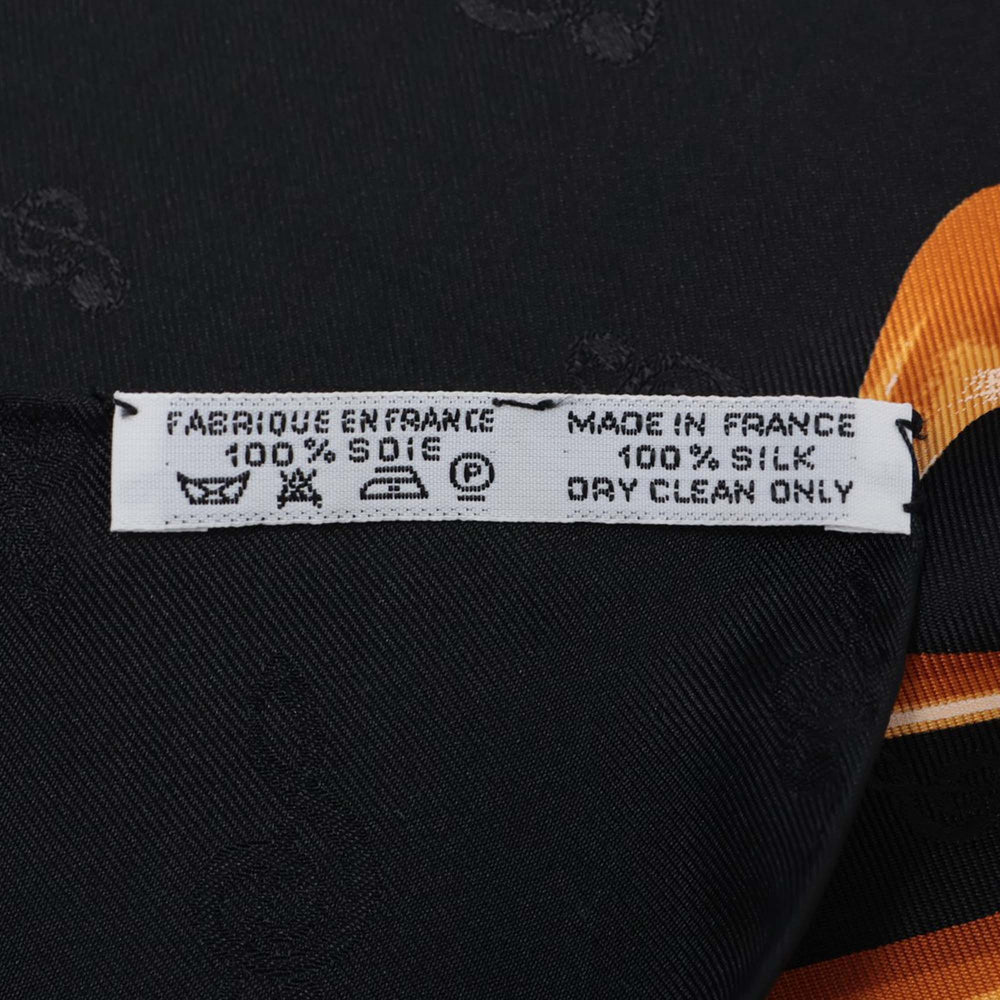 FABRIQUE EN FRANCE
100% SOIE
P
MADE IN FRANCE
100% SILK
DRY CLEAN ONLY